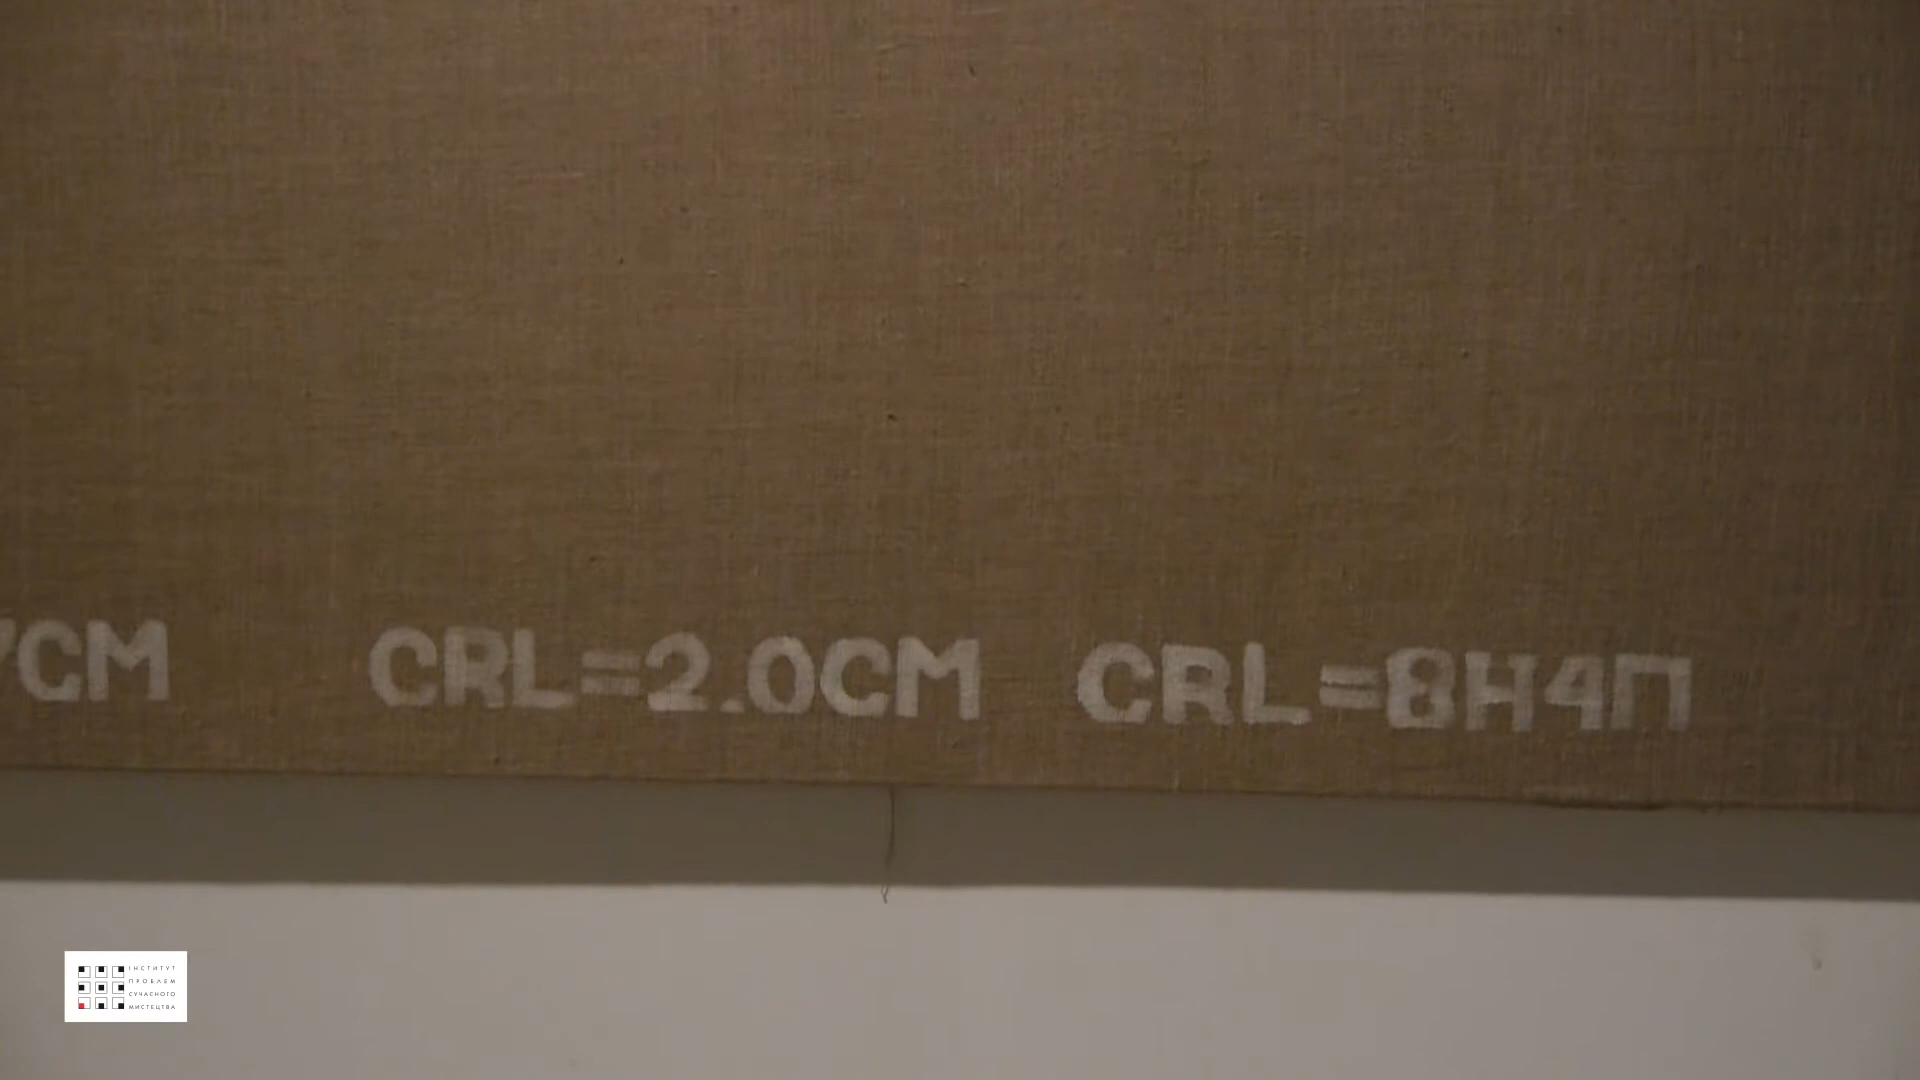 CM CRL=2.0CM CRL=8Н4П
ІНСТИТУТ
ПРОБЛЕМ
СУЧАСНОГО
МИСТЕЦТВА